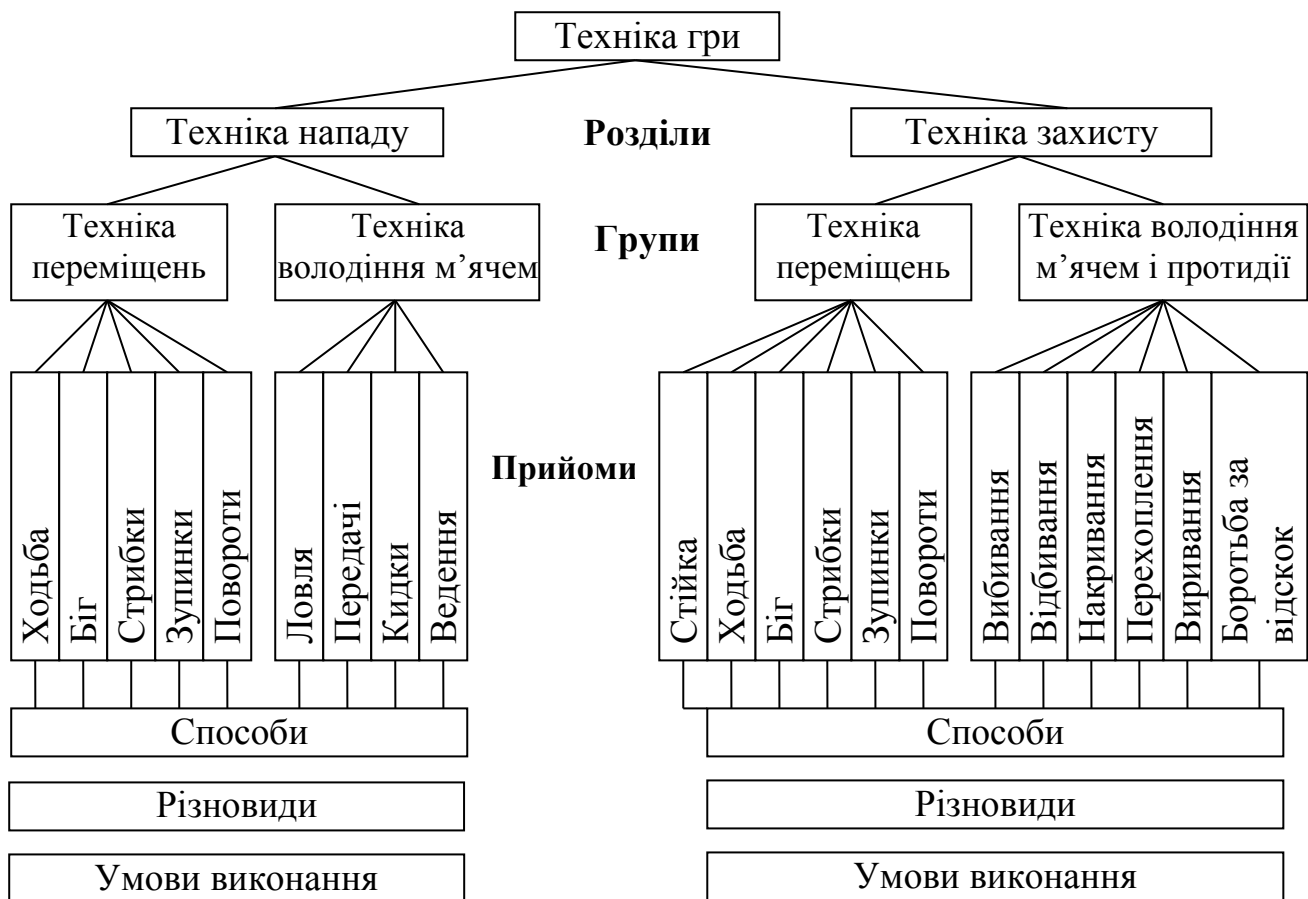 Техніка гри
Техніка нападу
Розділи
Техніка захисту
Техніка
переміщень
Техніка
володіння м’ячем
Групи
Техніка
переміщень
Техніка володіння
м’ячем і протидії
Прийоми
Ходьба
Біг
Стрибки
Зупинки
Повороти
Ловля
Передачі
Кидки
Ведення
Стійка
Ходьба
Біг
Стрибки
Зупинки
Повороти
Вибивання
Відбивання
Накривання
Перехоплення
Виривання
Боротьба за
відскок
Способи
Способи
Різновиди
Різновиди
Умови виконання
Умови виконання